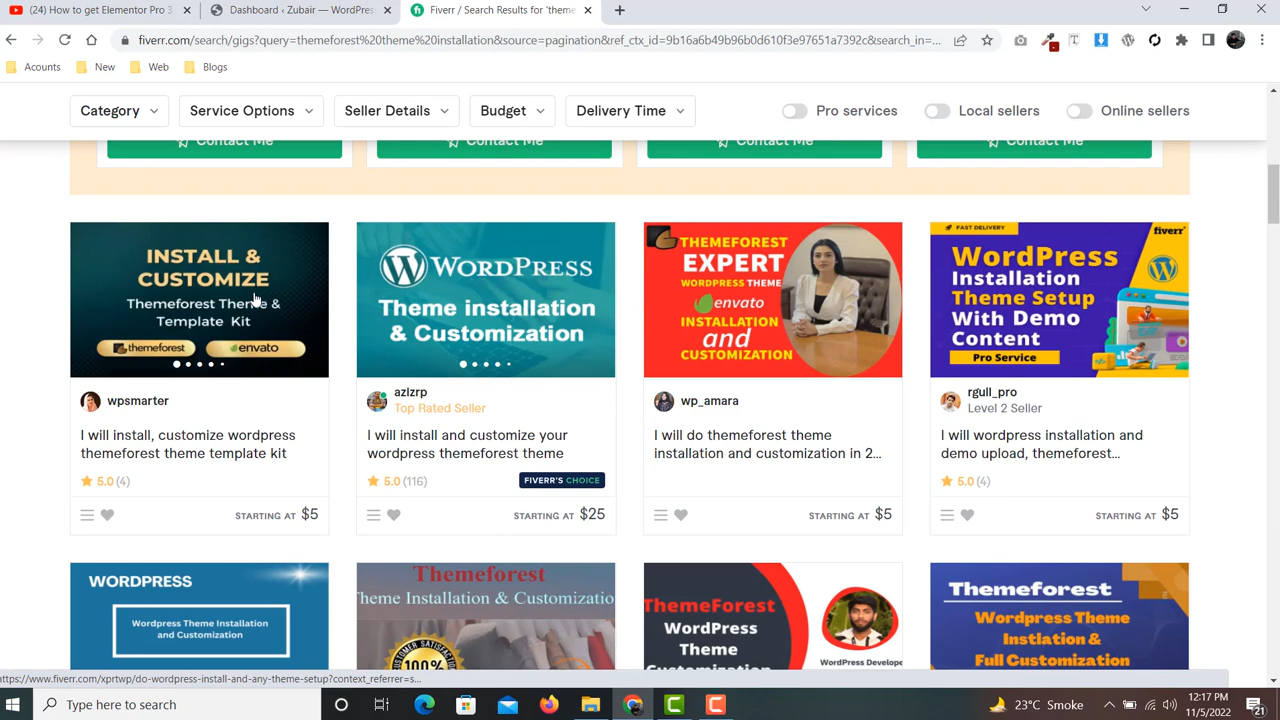 (24) How to get Elementor Pro 3.
Dashboard ‹ Zubair — WordPres
Fiverr / Search Results for 'theme
fiverr.com/search/gigs?query=themeforest%20theme%20installation&source=pagination&ref_ctx_id=9b16a6b49b96b0d610f3e97651a7392c&search_in=...
Acounts
New
Web
Blogs
Category
Service Options
Seller Details
Budget
Delivery Time
Pro services
Local sellers
Online sellers
Contact Me
Contact Me
Contact Me
Contact Me
INSTALL &
CUSTOMIZE
Themeforest Theme &
Template Kit
themeforest
envato
wpsmarter
I will install, customize wordpress
themeforest theme template kit
5.0 (4)
STARTING AT $5
WORDPRESS
Theme installation
& Customization
azizrp
Top Rated Seller
I will install and customize your
wordpress themeforest theme
5.0 (116)
FIVERR'S CHOICE
STARTING AT $25
THEMEFOREST
EXPERT
WORDPRESS THEME
envato
INSTALLATION
and
CUSTOMIZATION
wp_amara
I will do themeforest theme
installation and customization in 2...
STARTING AT $5
FAST DELIVERY
fiverr
WordPress
Installation
Theme Setup
With Demo
Content
Pro Service
rgull_pro
Level 2 Seller
I will wordpress installation and
demo upload, themeforest...
5.0 (4)
STARTING AT $5
WORDPRESS
Wordpress Theme Installation
and Customization
Themeforest
Theme Installation & Customizatio
CUSTOMER SATISFACTION
100%
THEMEFOREST
WORDPRESS
Theme
Customization
Wordpress Develope
Themeforest
Wordpress Theme
Instlation &
Full Customization
https://www.fiverr.com/xprtwp/do-wordpress-install-and-any-theme-setup?context_referrer=s...
Type here to search
23°C Smoke
12:17 PM
11/5/2022
21